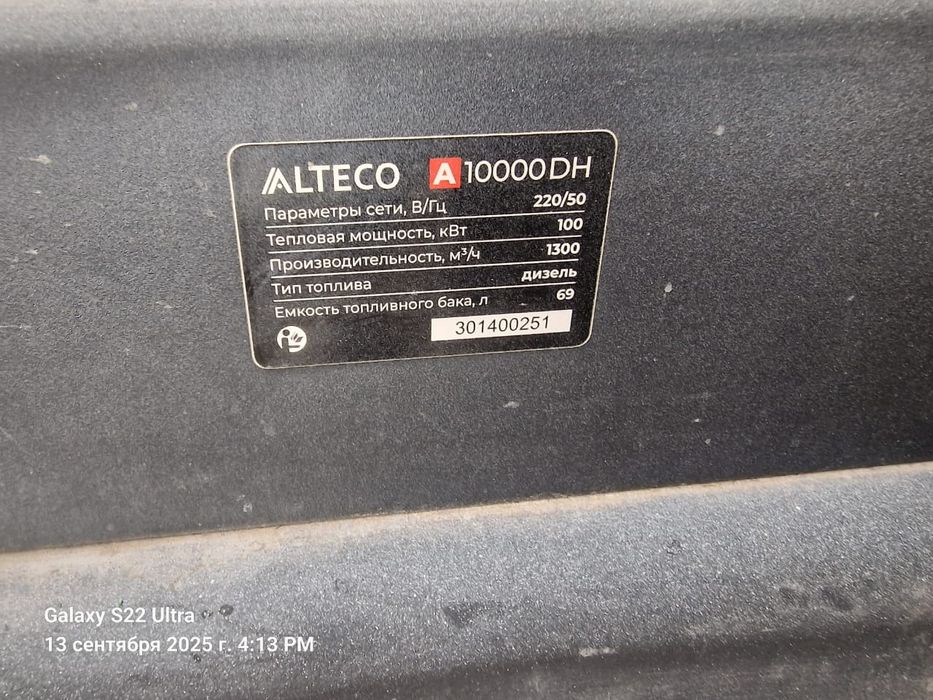 ALTECO A 10000DH
Параметры сети, В/Гц 220/50
Тепловая мощность, кВт 100
Производительность, м³/ч 1300
Тип топлива дизель
Емкость топливного бака, л 69
301400251
Galaxy S22 Ultra
13 сентября 2025 г. 4:13 PM